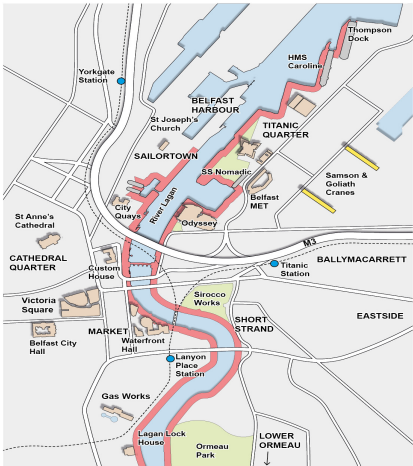 Thompson
Dock
HMS
Caroline
Yorkgate
Station
BELFAST
HARBOUR
St Joseph's
Church
TITANIC
QUARTER
SAILORTOWN
SS Nomadic
Samson &
Goliath
Cranes
Belfast
MET
City
Quays
River Lagan
Odyssey
St Anne's
Cathedral
M3
CATHEDRAL
QUARTER
Custom
House
Titanic
Station
BALLYMACARRETT
Victoria
Square
Sirocco
Works
EASTSIDE
SHORT
STRAND
MARKET
Waterfront
Hall
Belfast City
Hall
Lanyon
Place
Station
Gas Works
Lagan Lock
House
Ormeau
Park
LOWER
ORMEAU